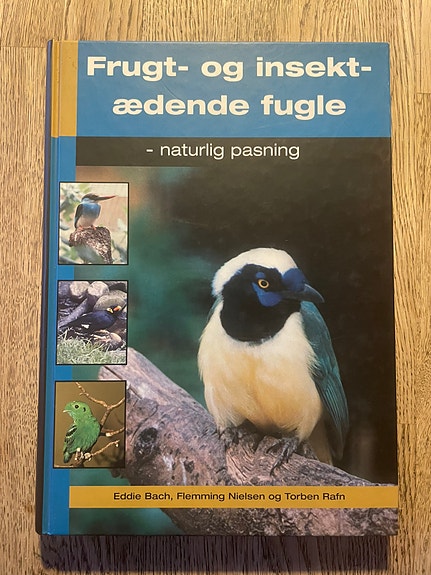 Frugt- og insekt-
ædende fugle
- naturlig pasning
Eddie Bach, Flemming Nielsen og Torben Rafn